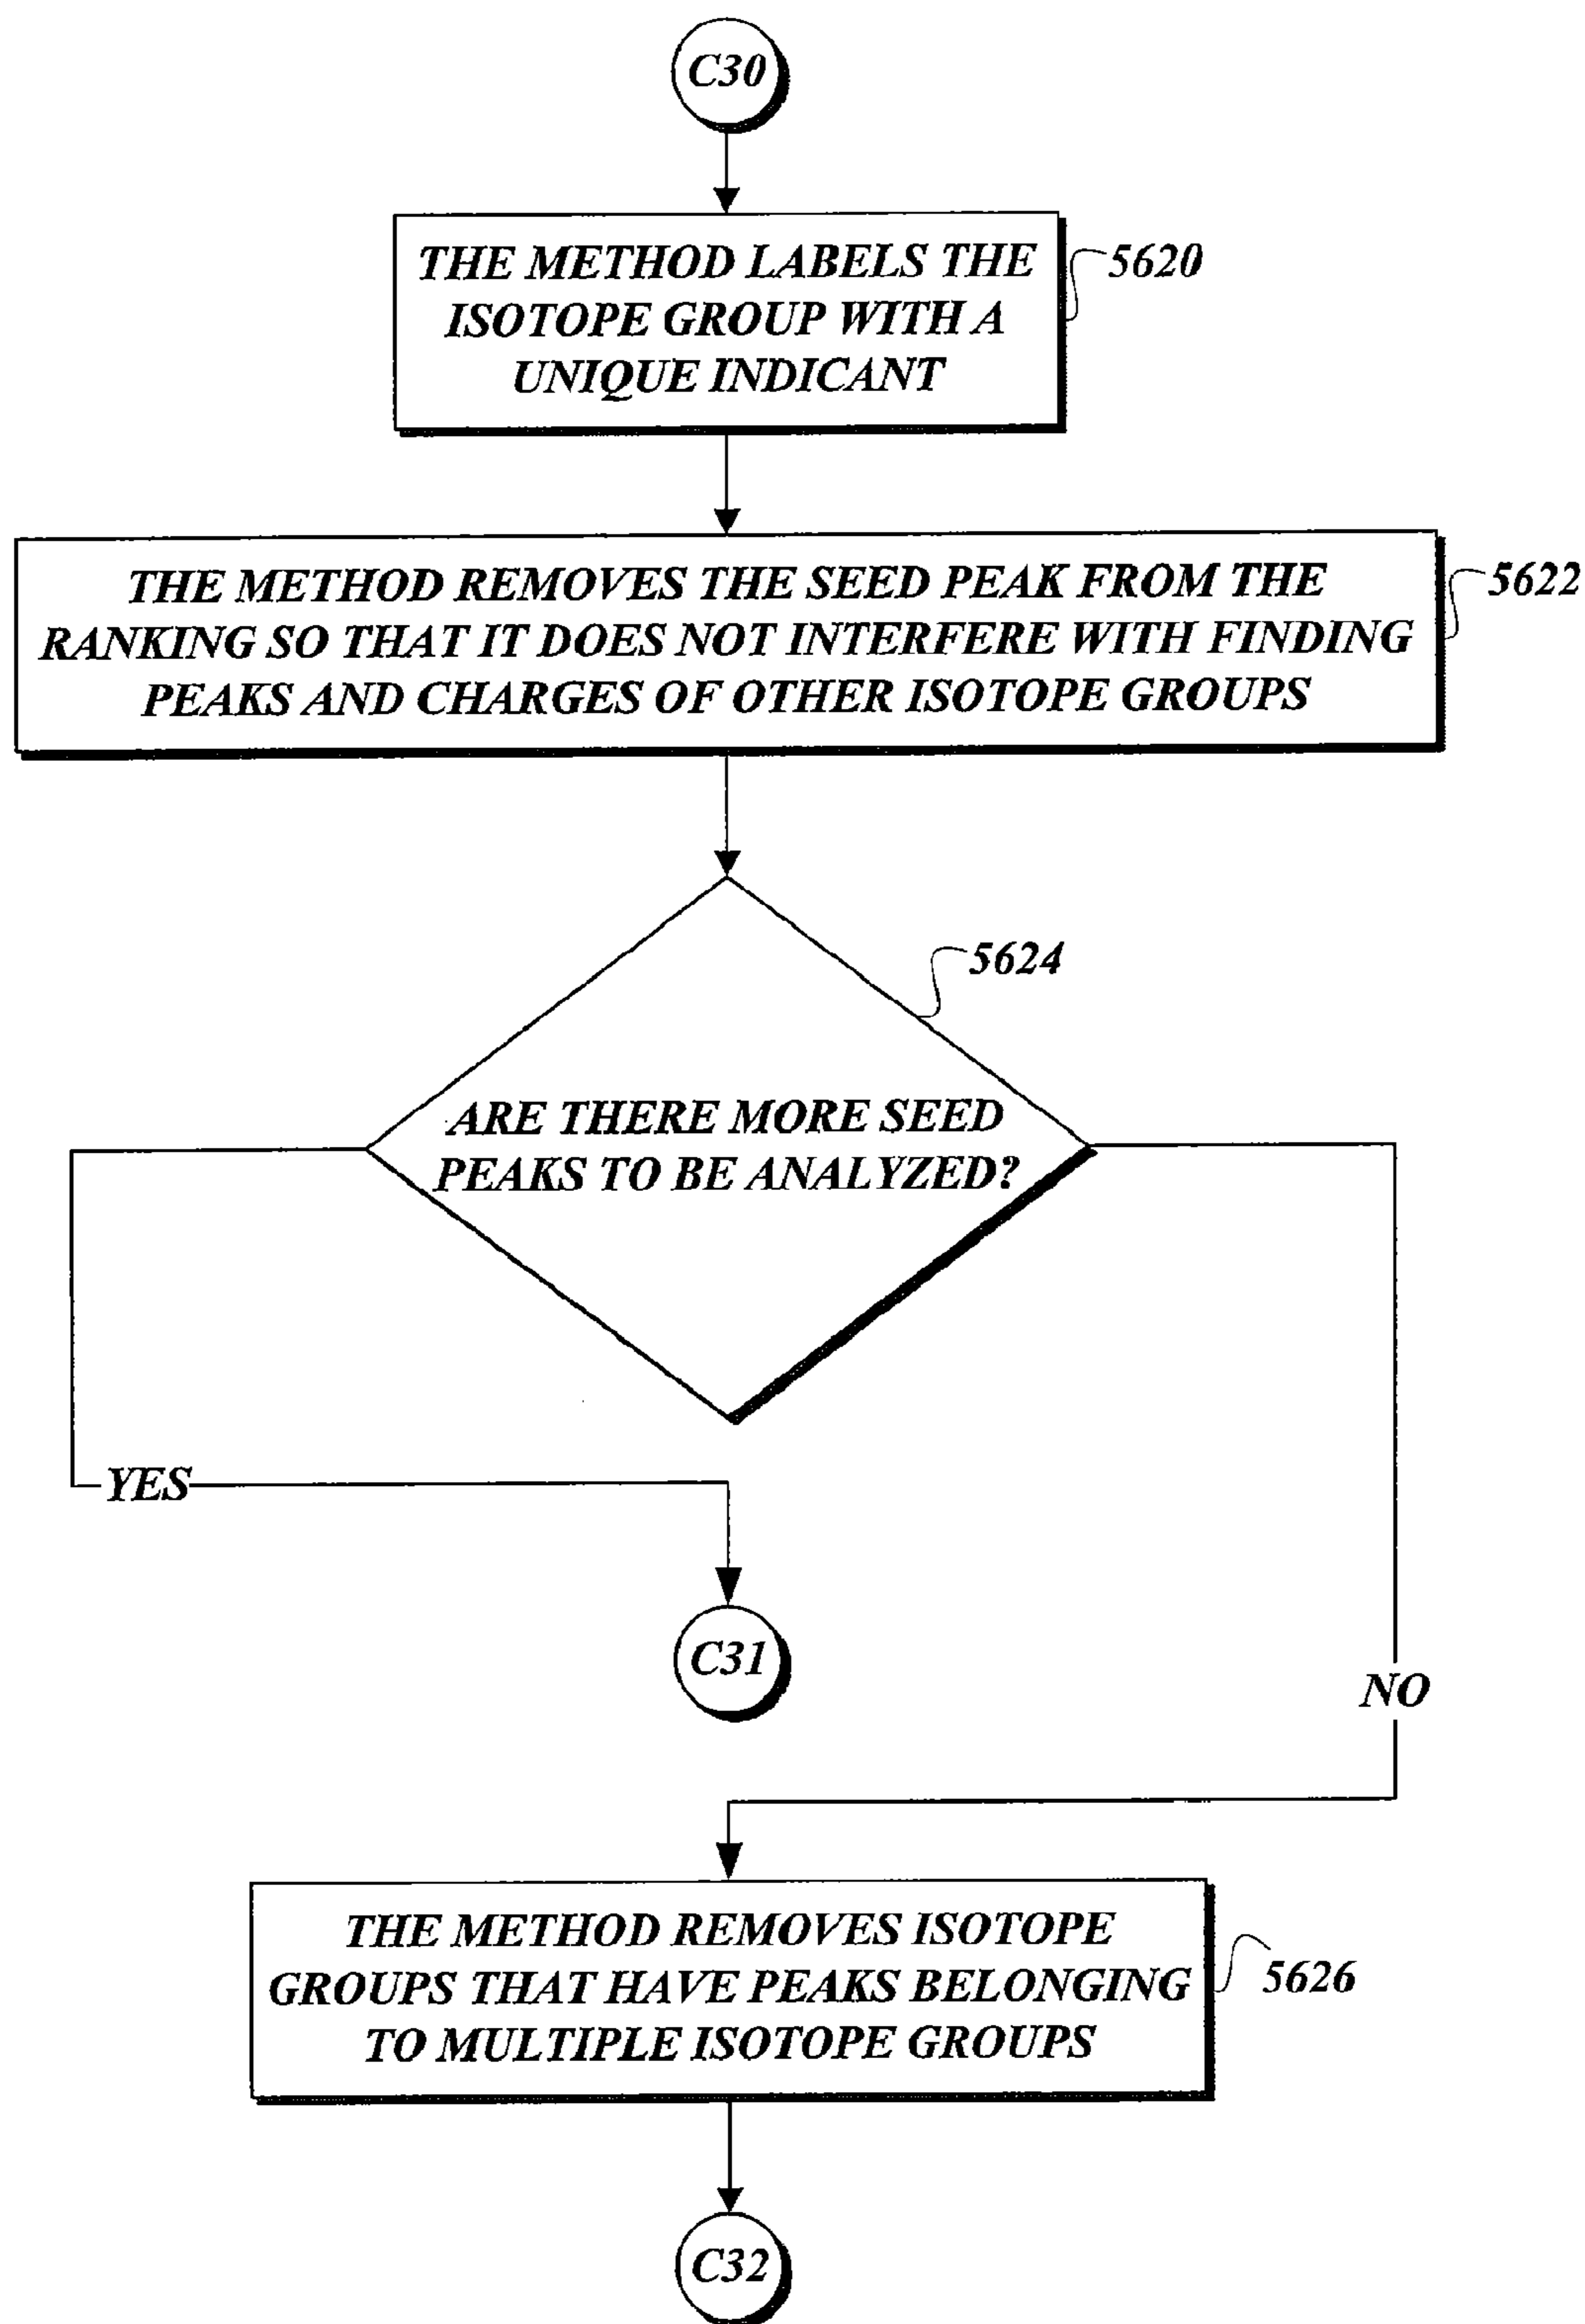 C30
THE METHOD LABELS THE
ISOTOPE GROUP WITH A
UNIQUE INDICANT
5620
THE METHOD REMOVES THE SEED PEAK FROM THE
RANKING SO THAT IT DOES NOT INTERFERE WITH FINDING
PEAKS AND CHARGES OF OTHER ISOTOPE GROUPS
5622
5624
ARE THERE MORE SEED
PEAKS TO BE ANALYZED?
YES
C31
NO
THE METHOD REMOVES ISOTOPE
GROUPS THAT HAVE PEAKS BELONGING
TO MULTIPLE ISOTOPE GROUPS
5626
C32